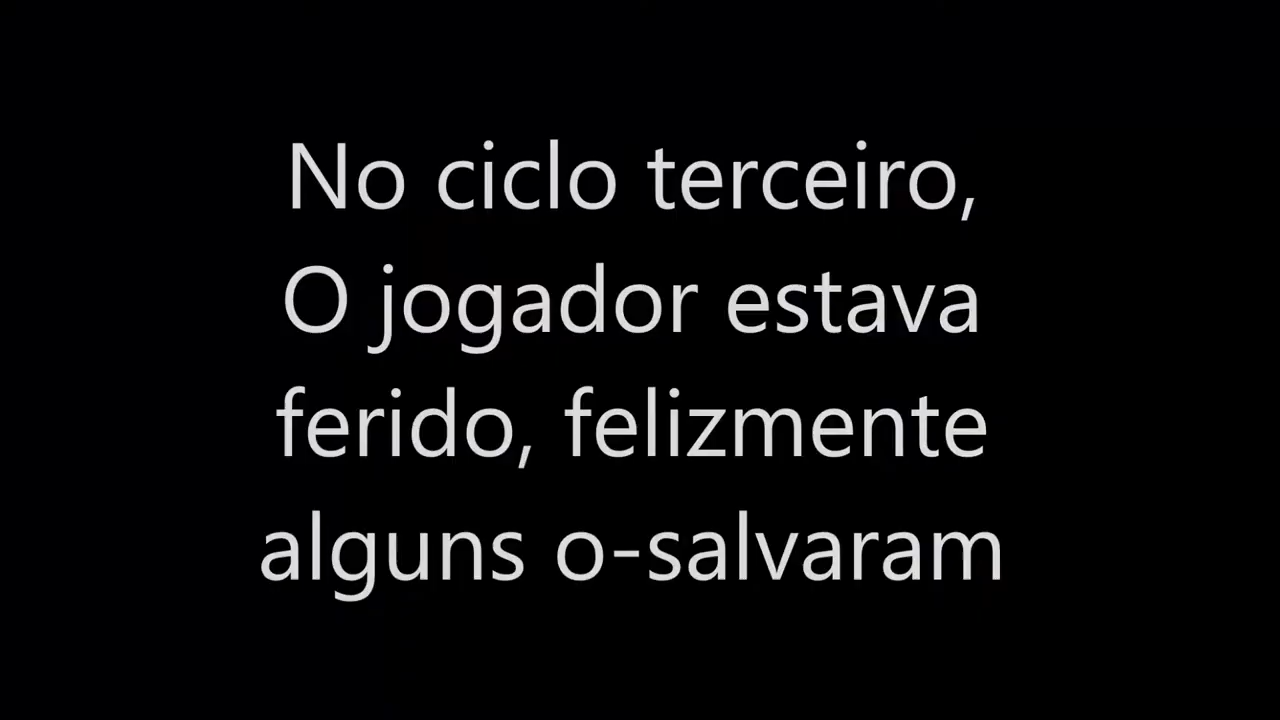 No ciclo terceiro,
O jogador estava
ferido, felizmente
alguns o-salvaram